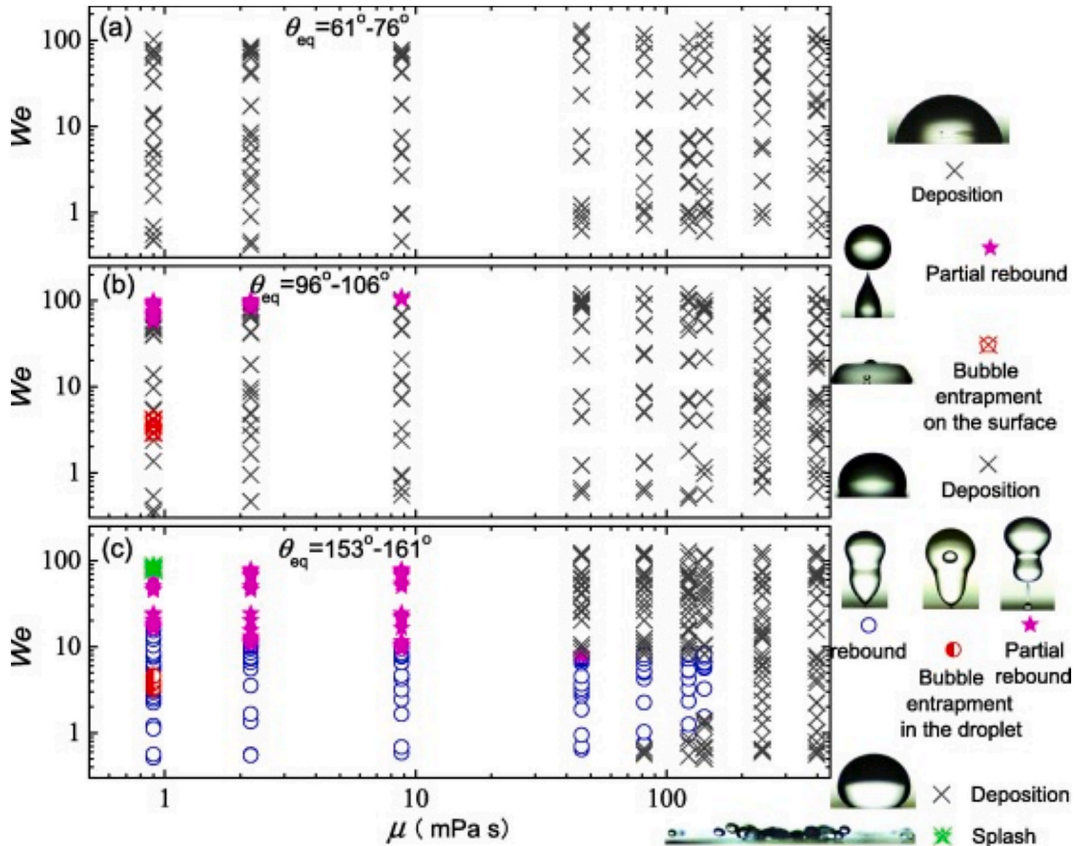 (a) θeq=61°-76°
100
10
1
We
Deposition
Partial rebound
(b) θeq=96°-106°
100
10
1
We
Bubble
entrapment
on the surface
Deposition
(c) θeq=153°-161°
100
10
1
We
rebound
Partial
rebound
Bubble
entrapment
in the droplet
1 10 100
μ ( mPa s)
Deposition
Splash